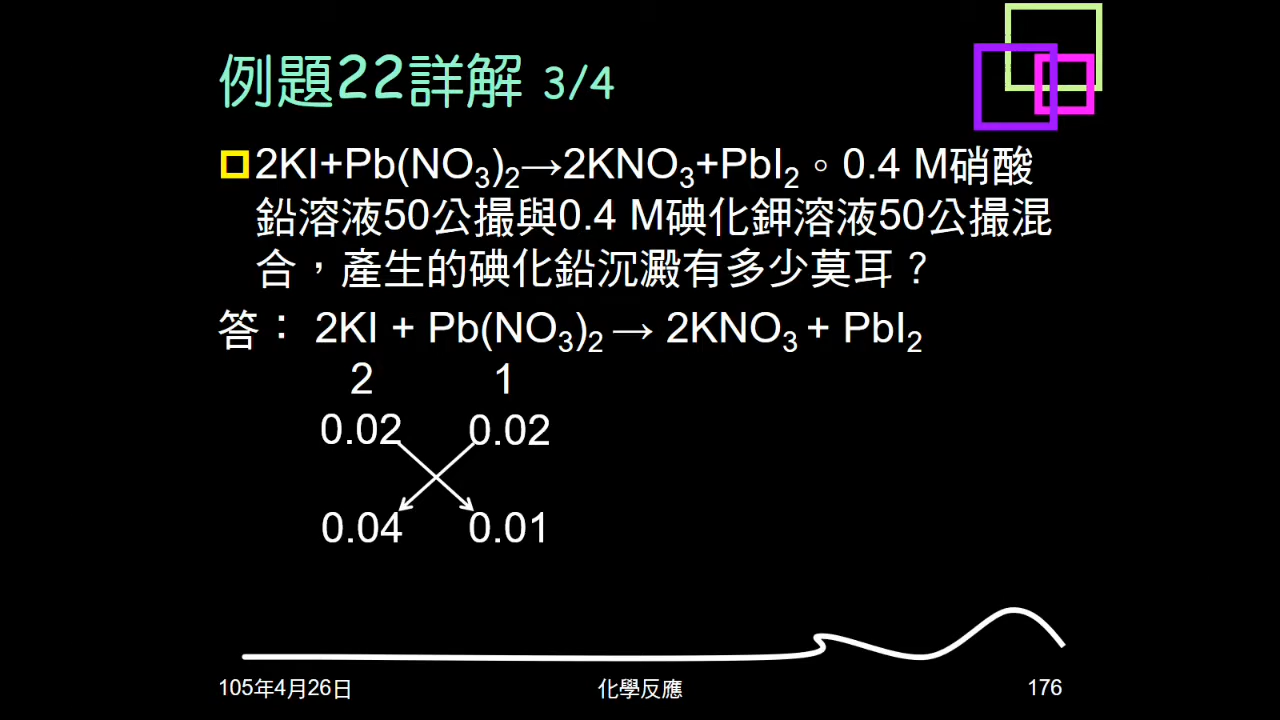 例題22詳解 3/4
2KI+Pb(NO₃)₂→2KNO₃+PbI₂。0.4 M硝酸
鉛溶液50公撮與0.4 M碘化鉀溶液50公撮混
合，產生的碘化鉛沉澱有多少莫耳？
答： 2KI + Pb(NO₃)₂ → 2KNO₃ + PbI₂
2 1
0.02 0.02
0.04 0.01
105年4月26日 化學反應 176